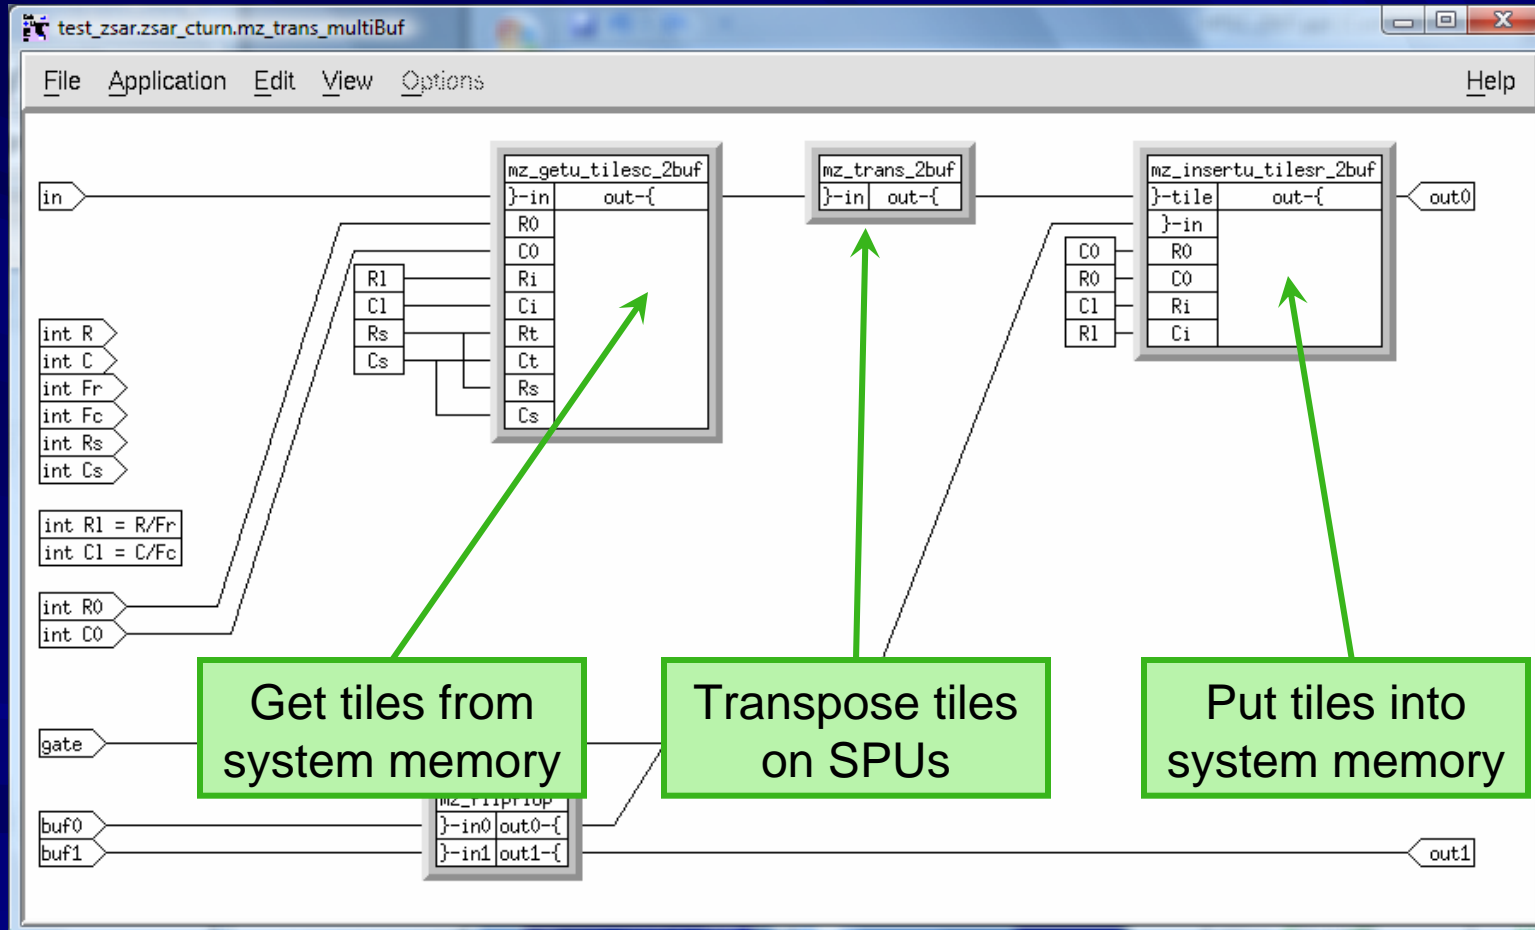 test_zsar.zsar_cturn.mz_trans_multiBuf
File Application Edit View Options Help
in
int R
int C
int Fr
int Fc
int Rs
int Cs
int Rl = R/Fr
int Cl = C/Fc
int R0
int C0
gate
buf0
buf1
Rl
Cl
Rs
Cs
mz_getu_tilesc_2buf
}-in out-{
R0
C0
Ri
Ci
Rt
Ct
Rs
Cs
mz_trans_2buf
}-in out-{
C0
R0
Cl
Rl
mz_insertu_tilesr_2buf
}-tile out-{
}-in
R0
C0
Ri
Ci
out0
Get tiles from
system memory
Transpose tiles
on SPUs
Put tiles into
system memory
mz_flipflop
}-in0 out0-{
}-in1 out1-{
out1